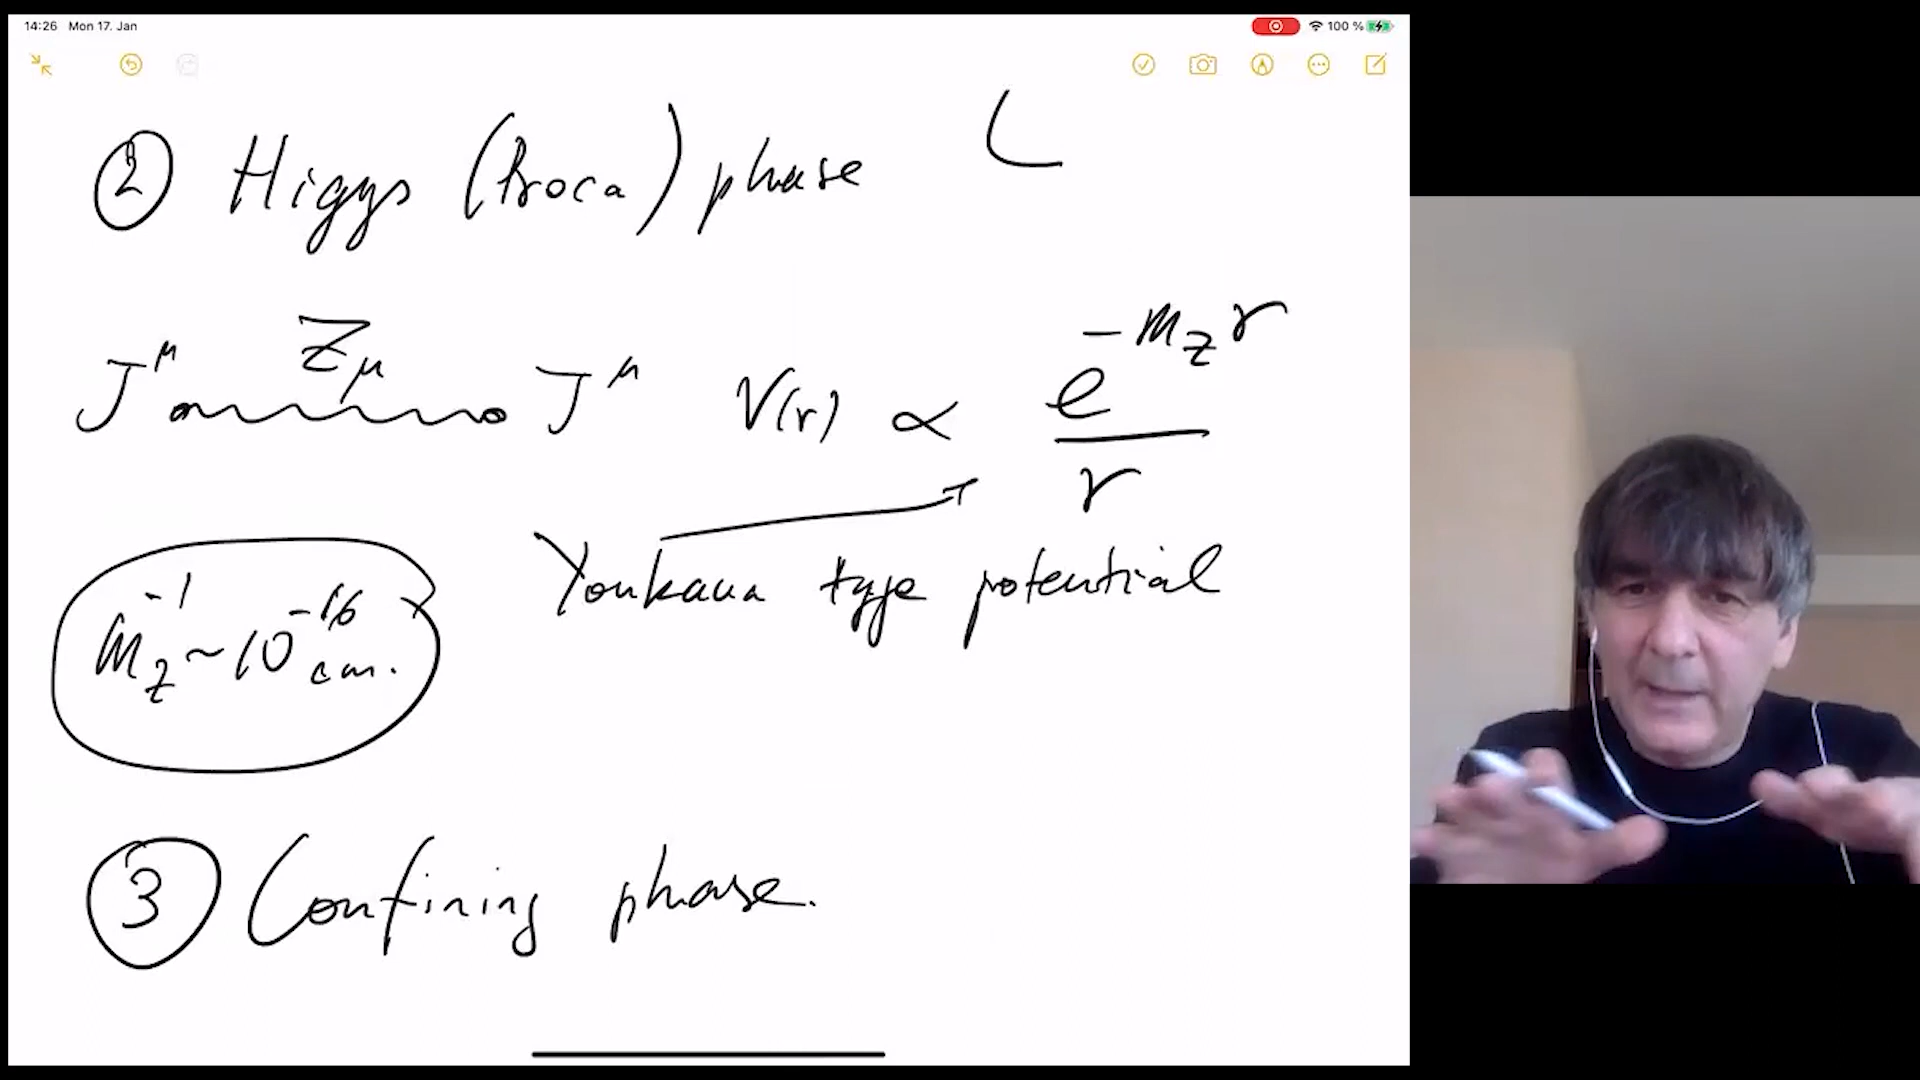 14:26 Mon 17. Jan 100 %
2 Higgs (Proca) phase
J^μ Z_μ J^μ V(r) ∝ e^{-m_Z r} / r
Youkawa type potential
m_Z^{-1} ~ 10^{-16} cm.
3 Confining phase.